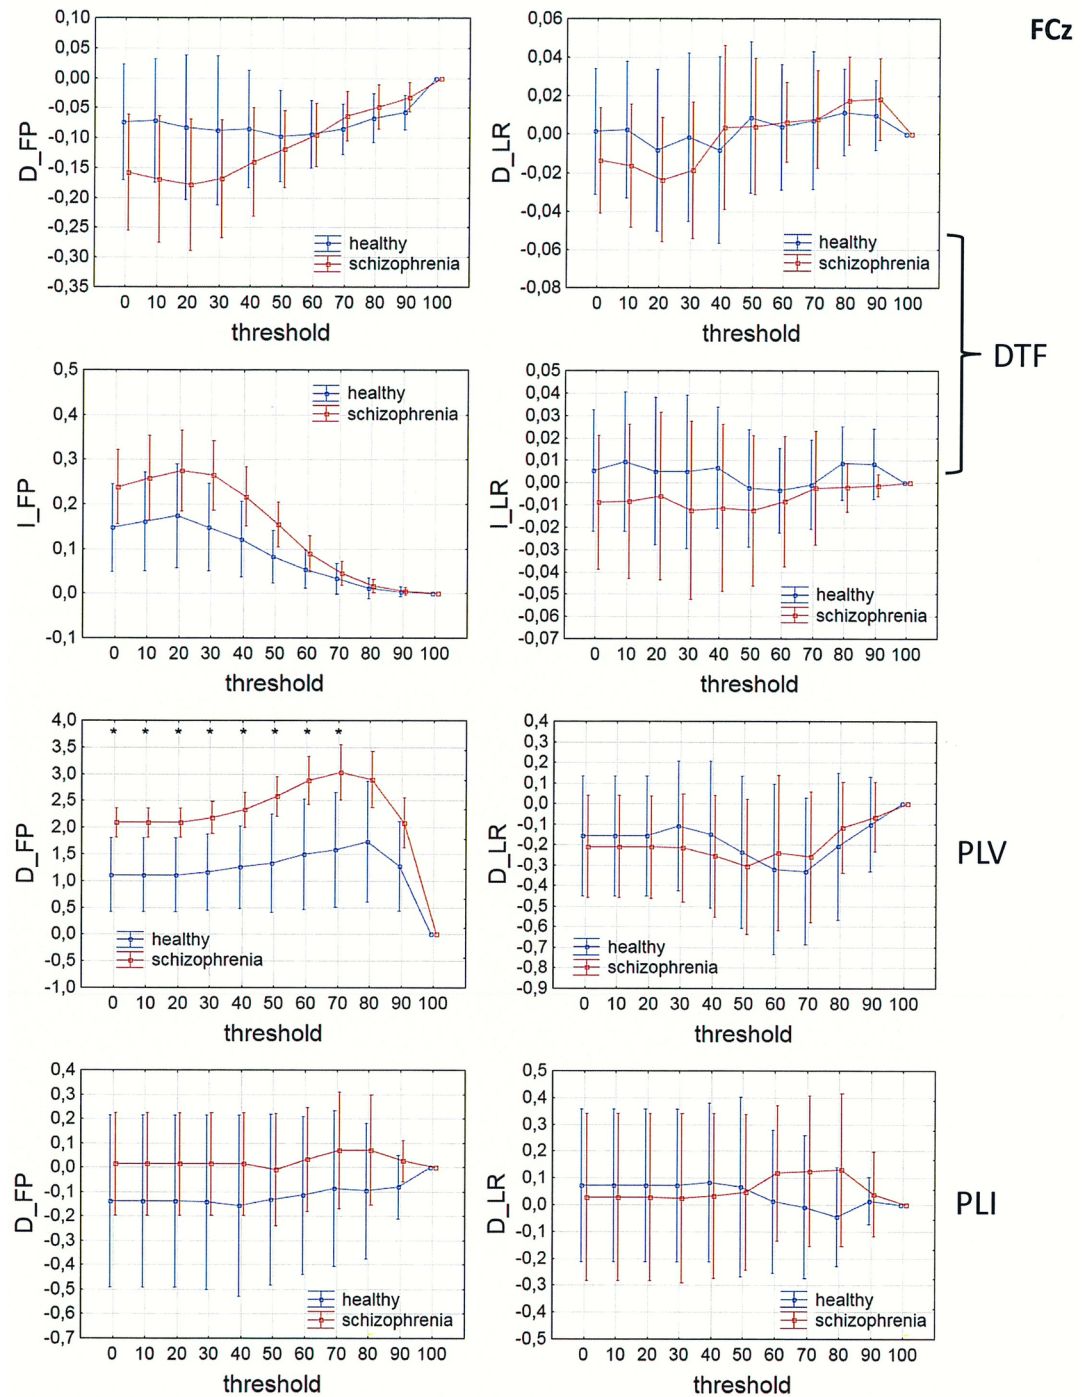 FCz
0,10
0,05
0,00
-0,05
-0,10
-0,15
-0,20
-0,25
-0,30
-0,35
D_FP
healthy
schizophrenia
0 10 20 30 40 50 60 70 80 90 100
threshold
0,06
0,04
0,02
0,00
-0,02
-0,04
-0,06
-0,08
D_LR
healthy
schizophrenia
0 10 20 30 40 50 60 70 80 90 100
threshold
DTF
0,5
0,4
0,3
0,2
0,1
0,0
-0,1
I_FP
healthy
schizophrenia
0 10 20 30 40 50 60 70 80 90 100
threshold
0,05
0,04
0,03
0,02
0,01
0,00
-0,01
-0,02
-0,03
-0,04
-0,05
-0,06
-0,07
I_LR
healthy
schizophrenia
0 10 20 30 40 50 60 70 80 90 100
threshold
4,0
3,5
3,0
2,5
2,0
1,5
1,0
0,5
0,0
-0,5
-1,0
D_FP
* * * * * * * *
healthy
schizophrenia
0 10 20 30 40 50 60 70 80 90 100
threshold
0,4
0,3
0,2
0,1
0,0
-0,1
-0,2
-0,3
-0,4
-0,5
-0,6
-0,7
-0,8
-0,9
D_LR
healthy
schizophrenia
0 10 20 30 40 50 60 70 80 90 100
threshold
PLV
0,4
0,3
0,2
0,1
0,0
-0,1
-0,2
-0,3
-0,4
-0,5
-0,6
-0,7
D_FP
healthy
schizophrenia
0 10 20 30 40 50 60 70 80 90 100
threshold
0,5
0,4
0,3
0,2
0,1
0,0
-0,1
-0,2
-0,3
-0,4
-0,5
D_LR
healthy
schizophrenia
0 10 20 30 40 50 60 70 80 90 100
threshold
PLI